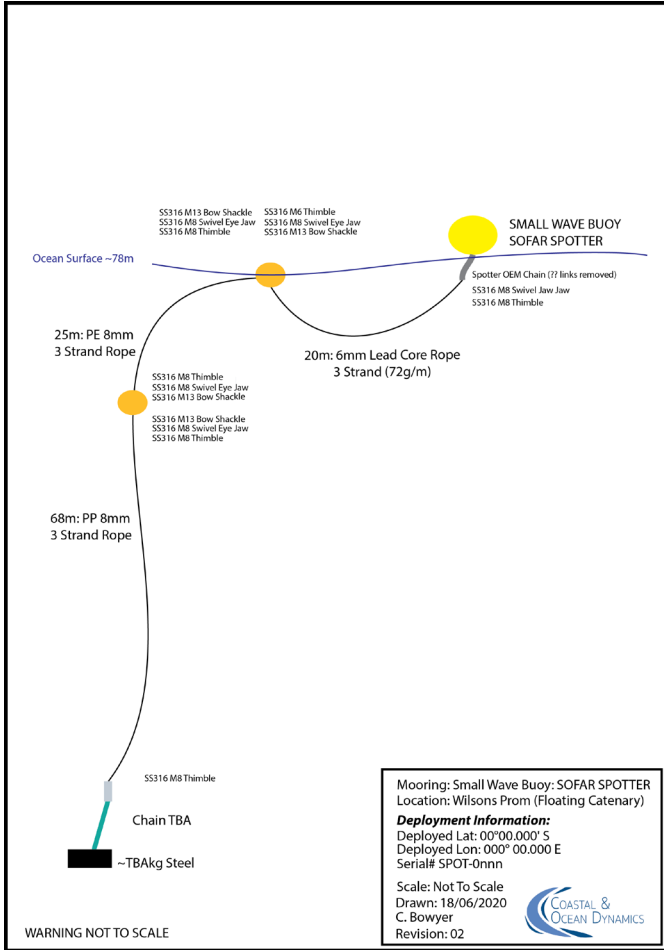 SS316 M13 Bow Shackle
SS316 M8 Swivel Eye Jaw
SS316 M8 Thimble
SS316 M6 Thimble
SS316 M8 Swivel Eye Jaw
SS316 M13 Bow Shackle
SMALL WAVE BUOY
SOFAR SPOTTER
Ocean Surface ~78m
Spotter OEM Chain (?? links removed)
SS316 M8 Swivel Jaw Jaw
SS316 M8 Thimble
25m: PE 8mm
3 Strand Rope
20m: 6mm Lead Core Rope
3 Strand (72g/m)
SS316 M8 Thimble
SS316 M8 Swivel Eye Jaw
SS316 M13 Bow Shackle
SS316 M13 Bow Shackle
SS316 M8 Swivel Eye Jaw
SS316 M8 Thimble
68m: PP 8mm
3 Strand Rope
SS316 M8 Thimble
Chain TBA
~TBAkg Steel
Mooring: Small Wave Buoy: SOFAR SPOTTER
Location: Wilsons Prom (Floating Catenary)
Deployment Information:
Deployed Lat: 00°00.000' S
Deployed Lon: 000° 00.000 E
Serial# SPOT-0nnn
Scale: Not To Scale
Drawn: 18/06/2020
C. Bowyer
Revision: 02
COASTAL &
OCEAN DYNAMICS
WARNING NOT TO SCALE